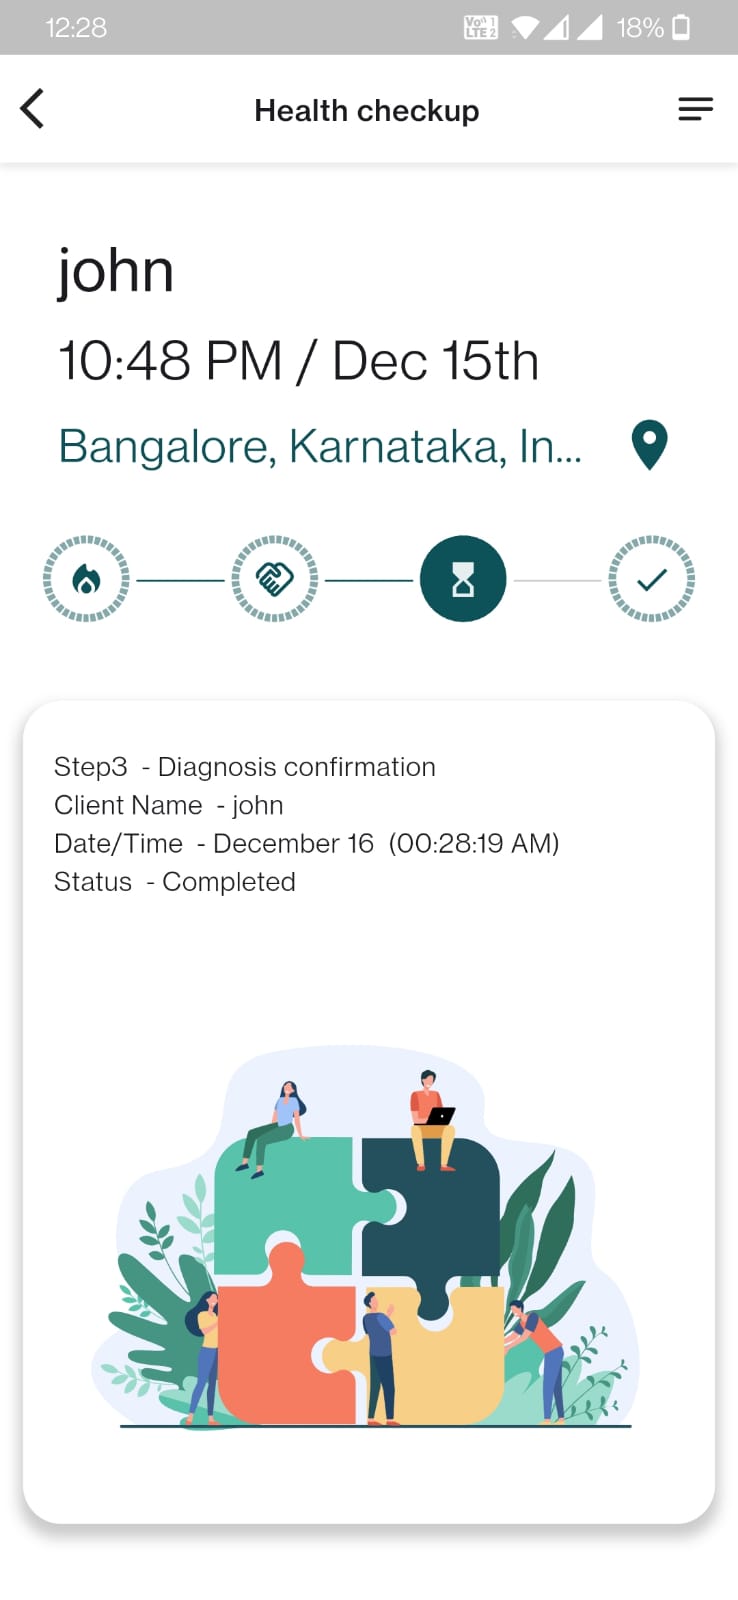 12:28
Vo) 1
LTE 2
18%
Health checkup
john
10:48 PM / Dec 15th
Bangalore, Karnataka, In...
Step3 - Diagnosis confirmation
Client Name - john
Date/Time - December 16 (00:28:19 AM)
Status - Completed